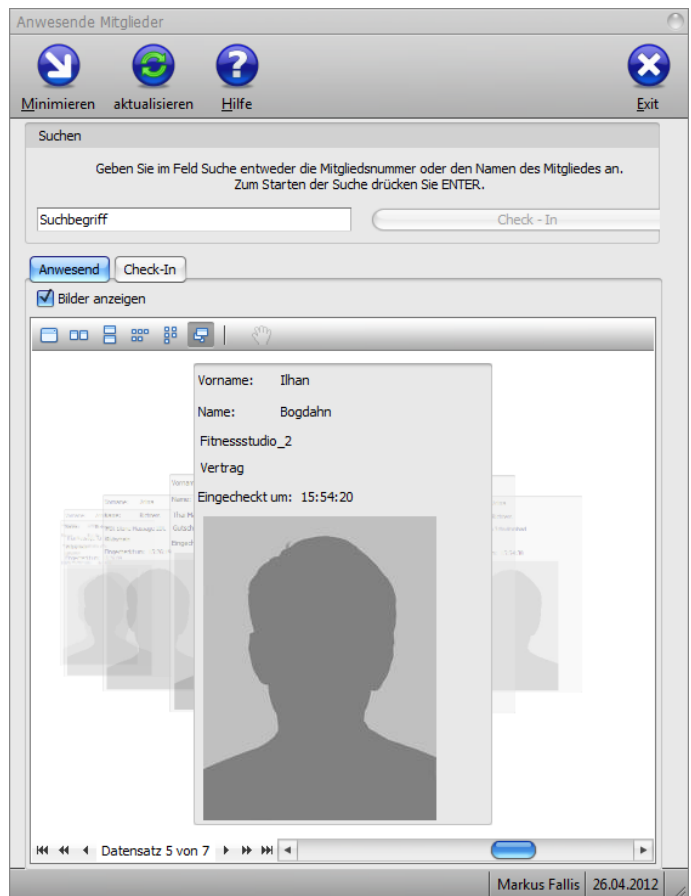 Anwesende Mitglieder
Minimieren aktualisieren Hilfe Exit
Suchen
Geben Sie im Feld Suche entweder die Mitgliedsnummer oder den Namen des Mitgliedes an.
Zum Starten der Suche drücken Sie ENTER.
Suchbegriff Check - In
Anwesend Check-In
Bilder anzeigen
Vorname: Ilhan
Name: Bogdahn
Fitnessstudio_2
Vertrag
Eingecheckt um: 15:54:20
Datensatz 5 von 7
Markus Fallis 26.04.2012